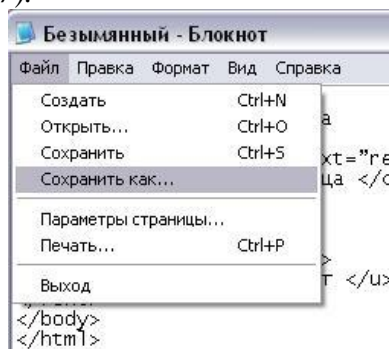 Безымянный - Блокнот
Файл Правка Формат Вид Справка
Создать Ctrl+N
Открыть... Ctrl+O
Сохранить Ctrl+S
Сохранить как...
Параметры страницы...
Печать... Ctrl+P
Выход
</u>
</body>
</html>